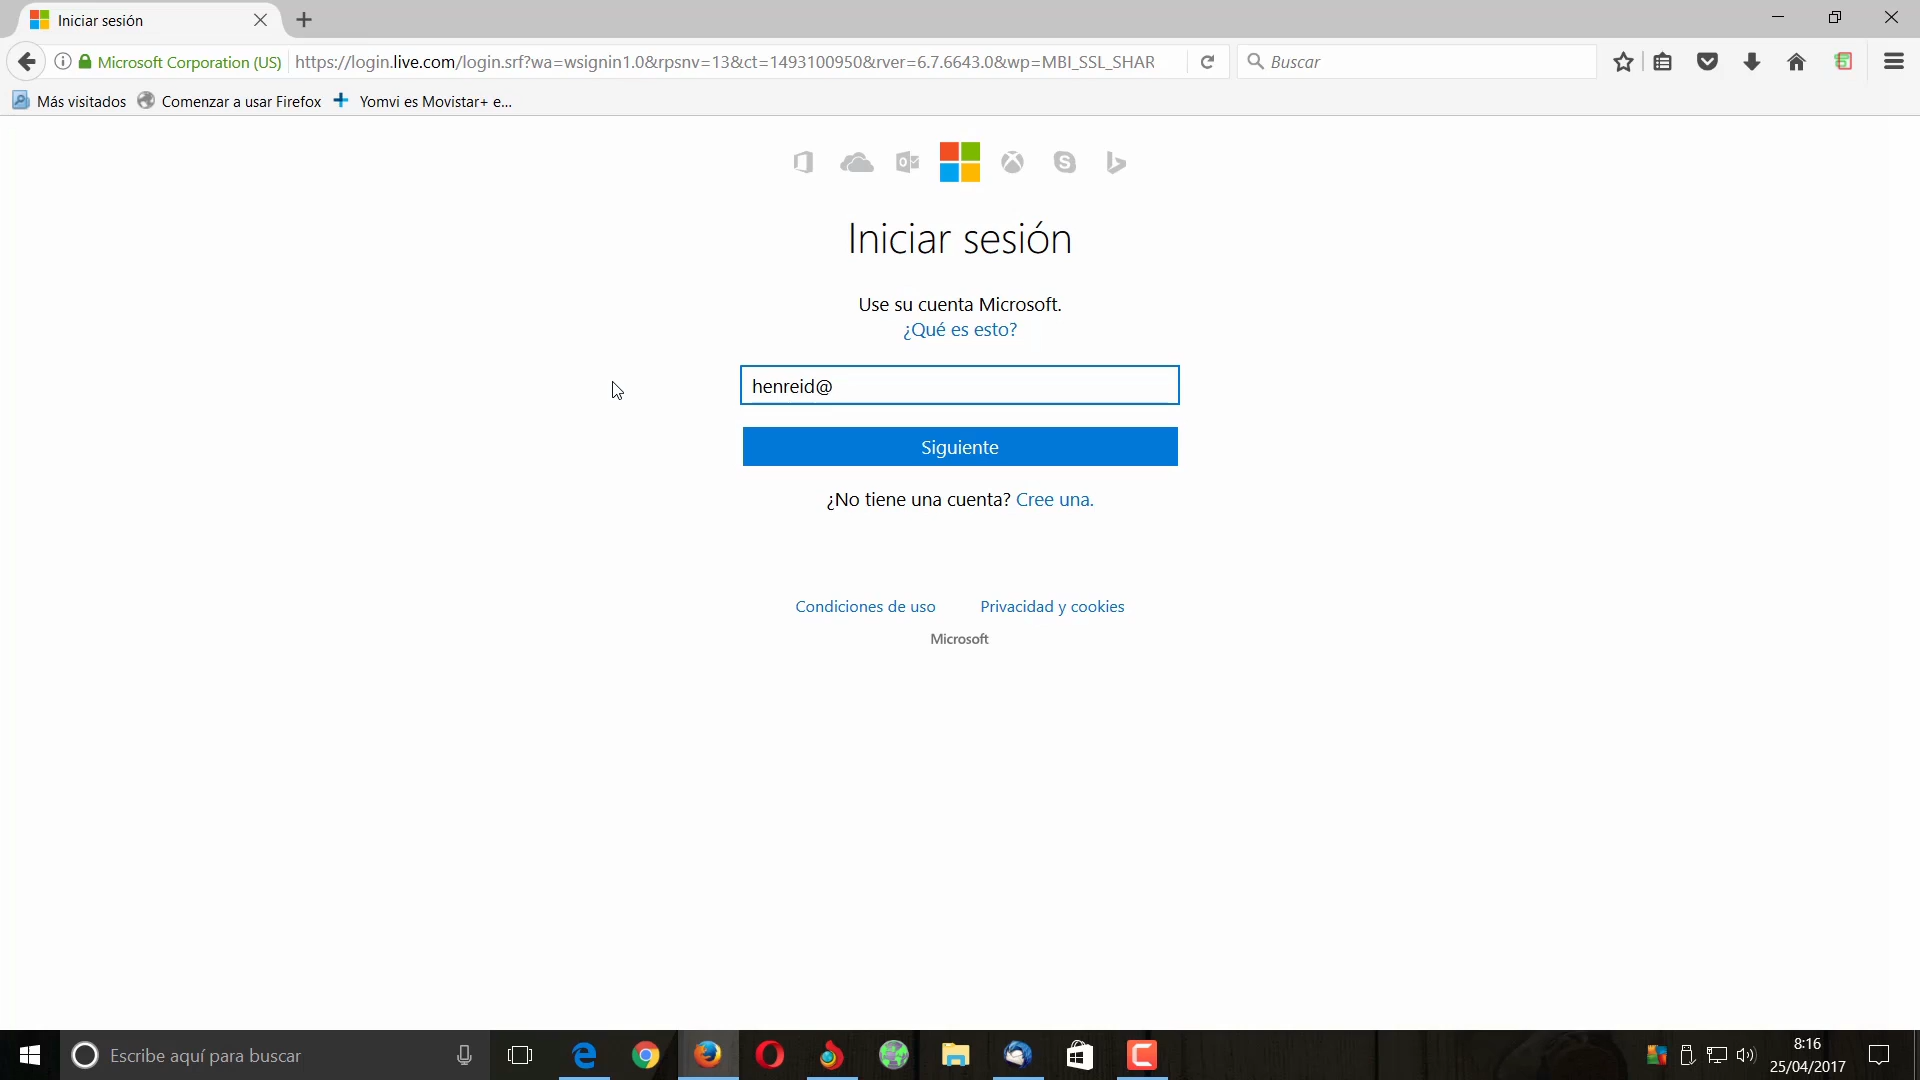 Iniciar sesión
Microsoft Corporation (US) https://login.live.com/login.srf?wa=wsignin1.0&rpsnv=13&ct=1493100950&rver=6.7.6643.0&wp=MBI_SSL_SHAR Buscar
Más visitados Comenzar a usar Firefox Yomvi es Movistar+ e...
Iniciar sesión
Use su cuenta Microsoft.
¿Qué es esto?
henreid@
Siguiente
¿No tiene una cuenta? Cree una.
Condiciones de uso Privacidad y cookies
Microsoft
Escribe aquí para buscar
8:16
25/04/2017